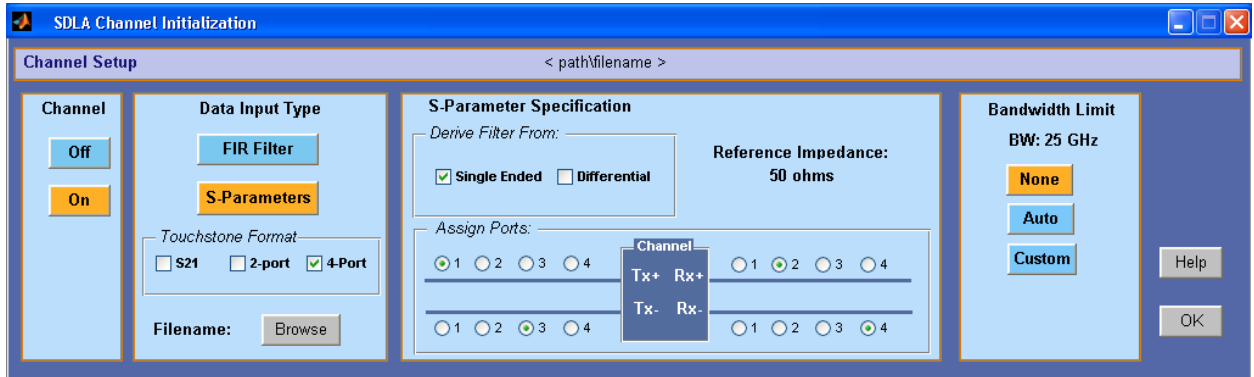 SDLA Channel Initialization
Channel Setup
< path\filename >
Channel
Off
On
Data Input Type
FIR Filter
S-Parameters
Touchstone Format
S21 2-port 4-Port
Filename: Browse
S-Parameter Specification
Derive Filter From:
Single Ended Differential
Reference Impedance:
50 ohms
Assign Ports:
1 2 3 4
1 2 3 4
Channel
Tx+ Rx+
Tx- Rx-
1 2 3 4
1 2 3 4
Bandwidth Limit
BW: 25 GHz
None
Auto
Custom
Help
OK